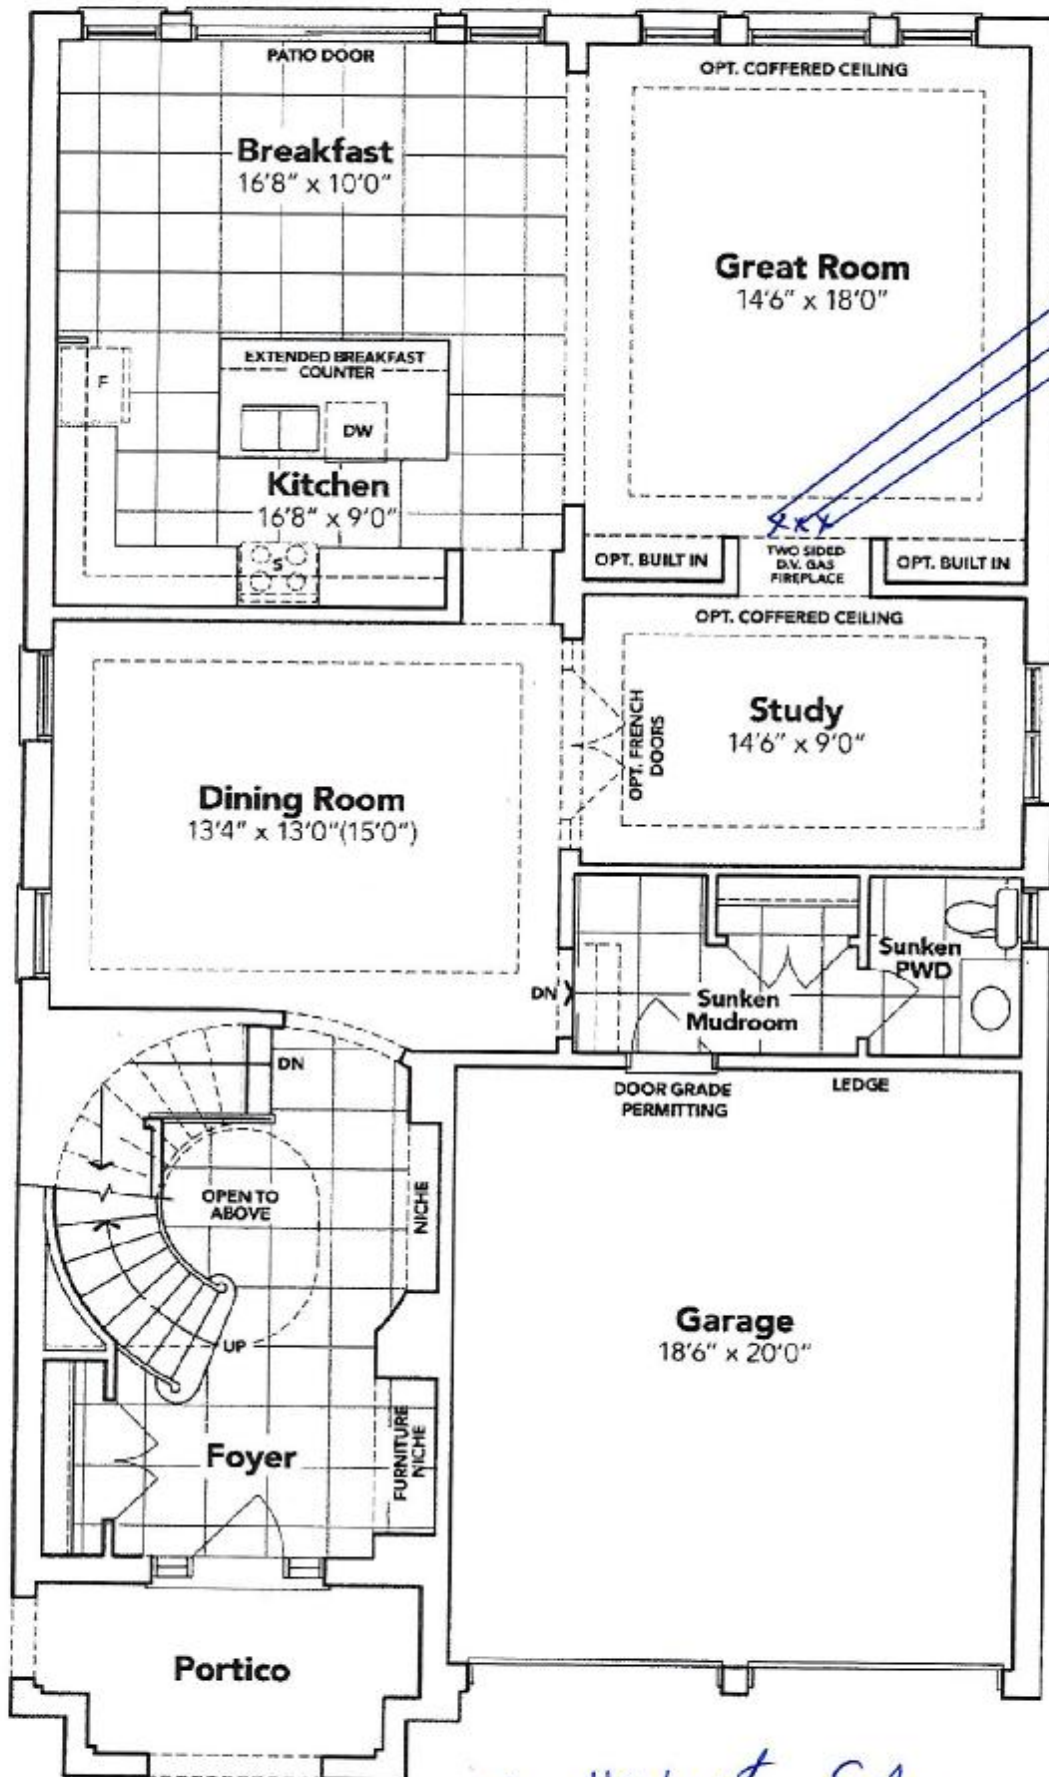 PATIO DOOR
OPT. COFFERED CEILING
Breakfast
16'8" x 10'0"
Great Room
14'6" x 18'0"
EXTENDED BREAKFAST
COUNTER
F
DW
Kitchen
16'8" x 9'0"
S
xxx
OPT. BUILT IN
TWO SIDED
D.V. GAS
FIREPLACE
OPT. BUILT IN
OPT. COFFERED CEILING
Study
14'6" x 9'0"
OPT. FRENCH
DOORS
Dining Room
13'4" x 13'0"(15'0")
Sunken
PWD
DN
Sunken
Mudroom
DN
DOOR GRADE
PERMITTING
LEDGE
OPEN TO
ABOVE
NICHE
UP
Garage
18'6" x 20'0"
Foyer
FURNITURE
NICHE
Portico